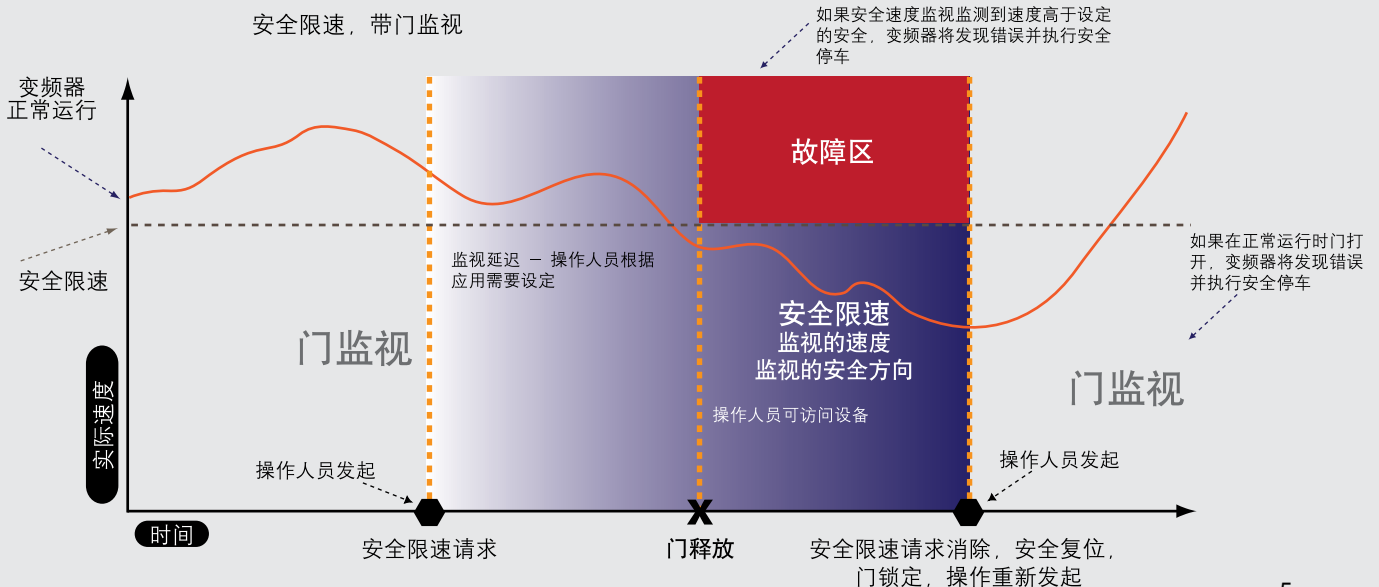 安全限速，带门监视
如果安全速度监视监测到速度高于设定
的安全，变频器将发现错误并执行安全
停车
变频器
正常运行
故障区
安全限速
监视延迟 － 操作人员根据
应用需要设定
如果在正常运行时门打
开，变频器将发现错误
并执行安全停车
安全限速
监视的速度
监视的安全方向
门监视
门监视
操作人员可访问设备
实际速度
操作人员发起
操作人员发起
时间
安全限速请求
门释放
安全限速请求消除，安全复位，
门锁定，操作重新发起